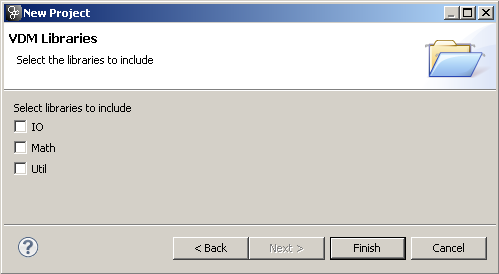 New Project
VDM Libraries
Select the libraries to include
Select libraries to include
IO
Math
Util
?
< Back
Next >
Finish
Cancel